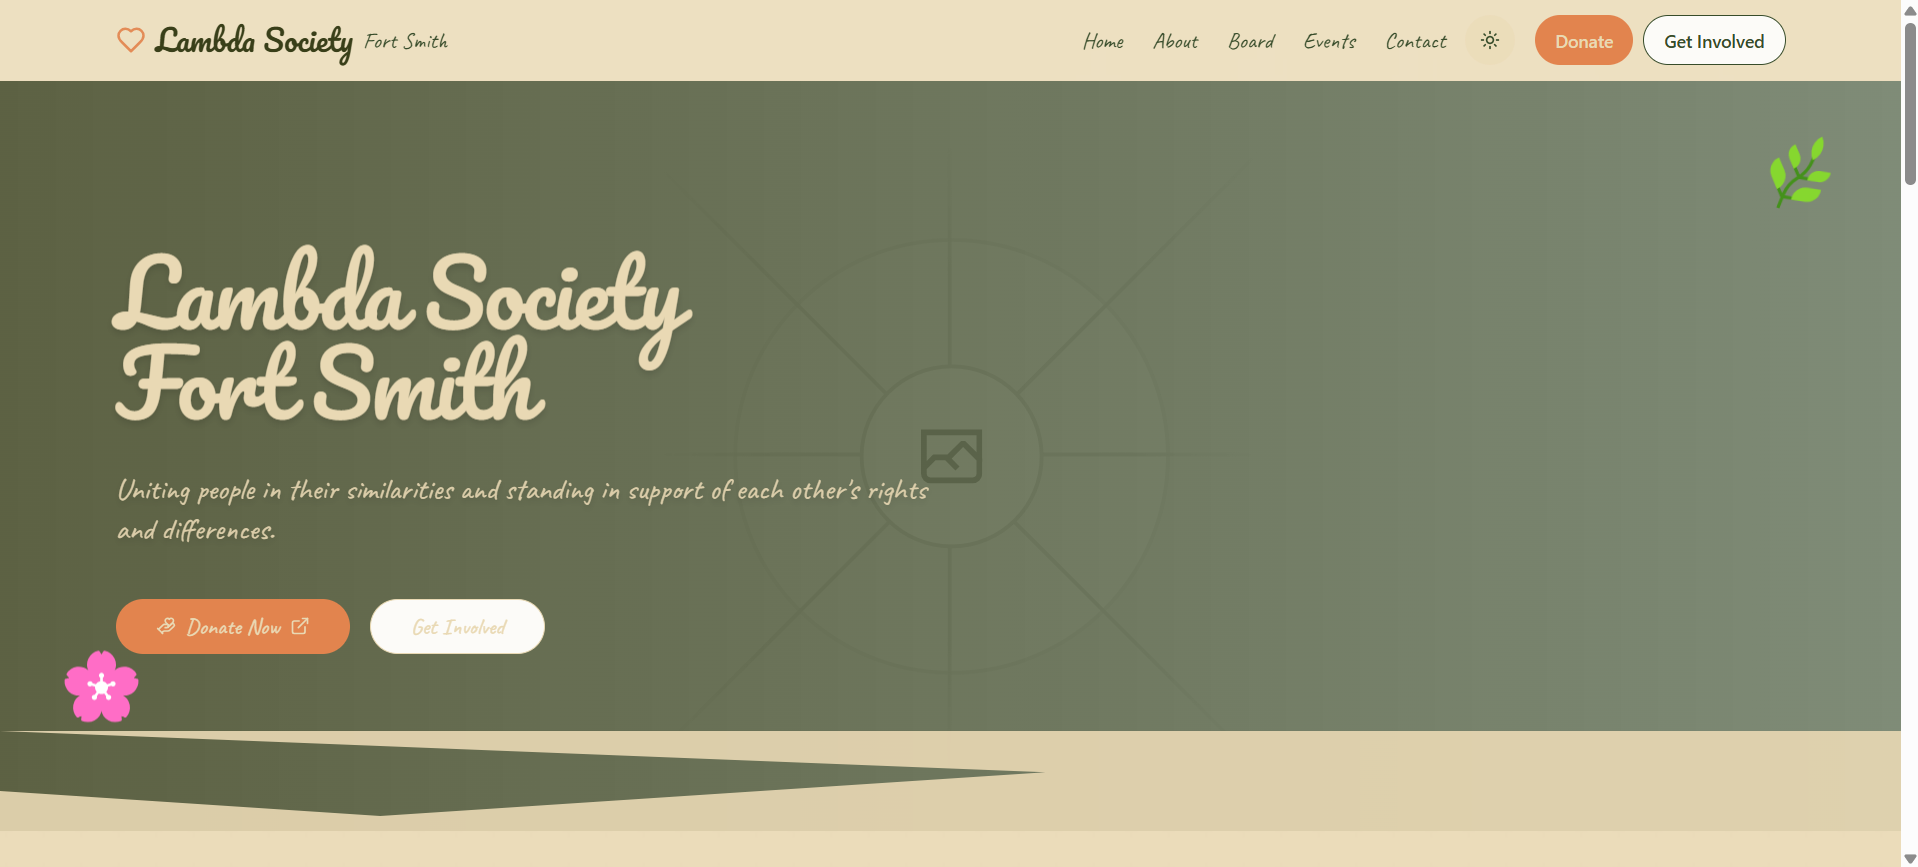 Lambda Society Fort Smith
Home About Board Events Contact Donate Get Involved
Lambda Society
Fort Smith
Uniting people in their similarities and standing in support of each other's rights
and differences.
Donate Now Get Involved